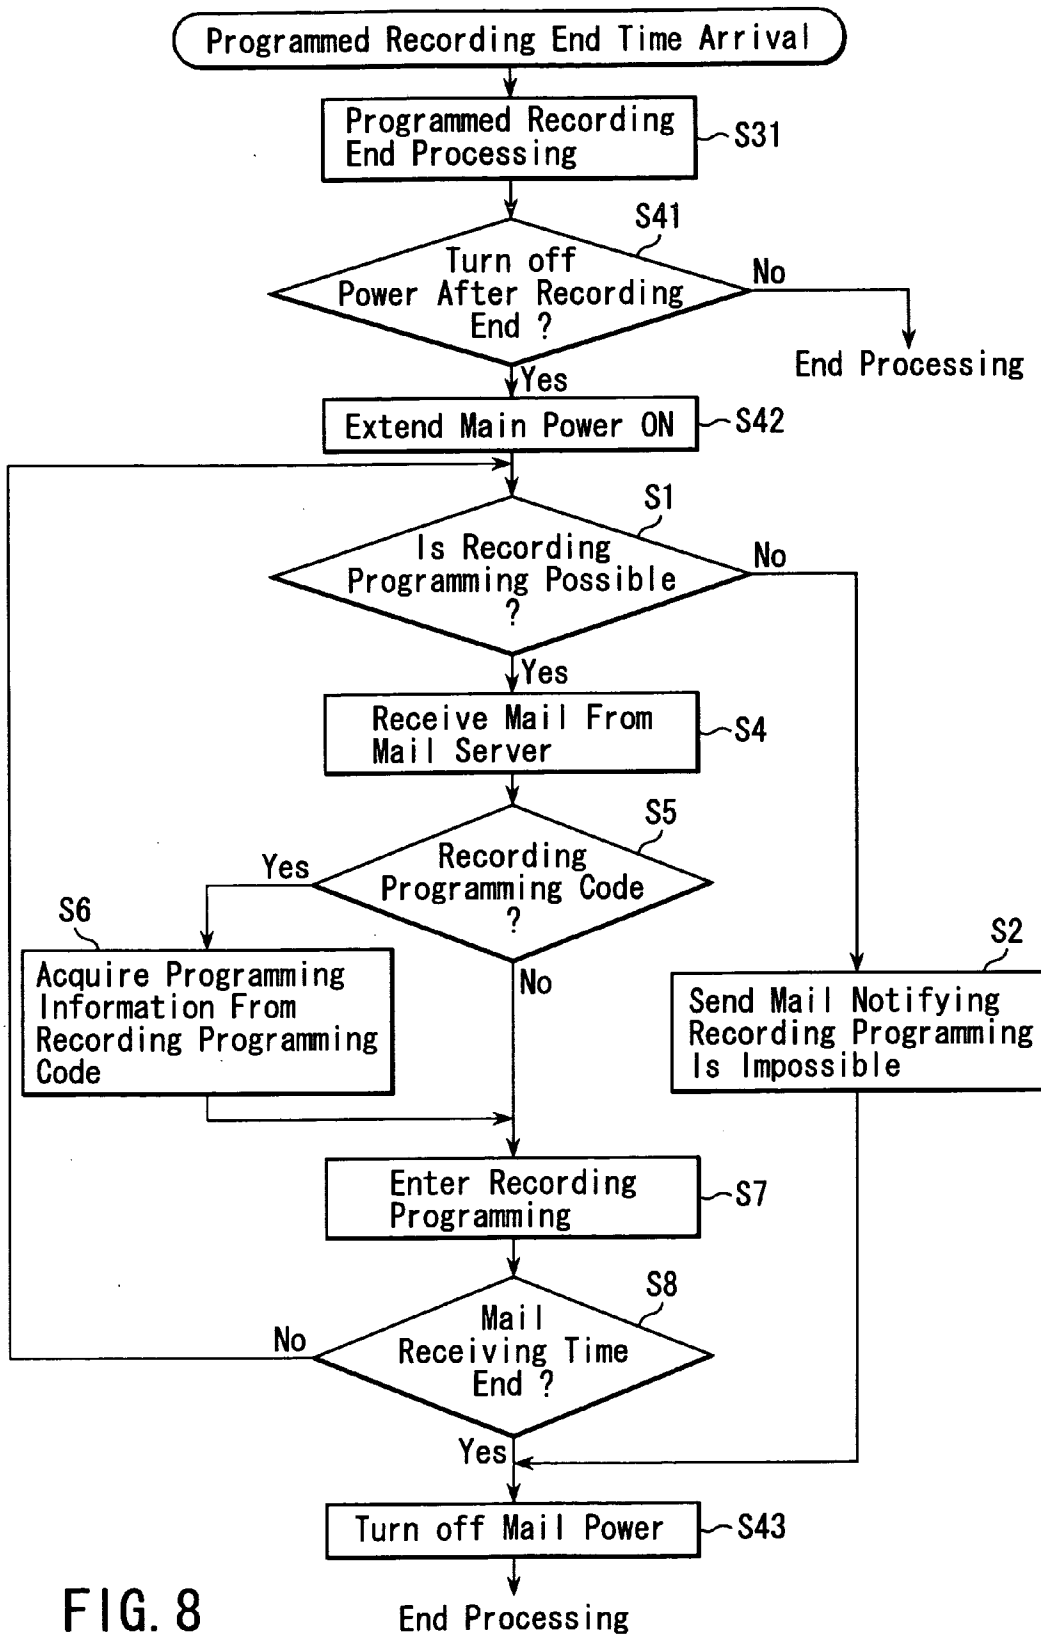 Programmed Recording End Time Arrival
Programmed Recording
End Processing
S31
S41
Turn off
Power After Recording
End ?
No
End Processing
Yes
Extend Main Power ON
S42
S1
Is Recording
Programming Possible
?
No
Yes
Receive Mail From
Mail Server
S4
S5
Recording
Programming Code
?
Yes
No
S6
Acquire Programming
Information From
Recording Programming
Code
S2
Send Mail Notifying
Recording Programming
Is Impossible
Enter Recording
Programming
S7
S8
Mail
Receiving Time
End ?
No
Yes
Turn off Mail Power
S43
End Processing
FIG. 8